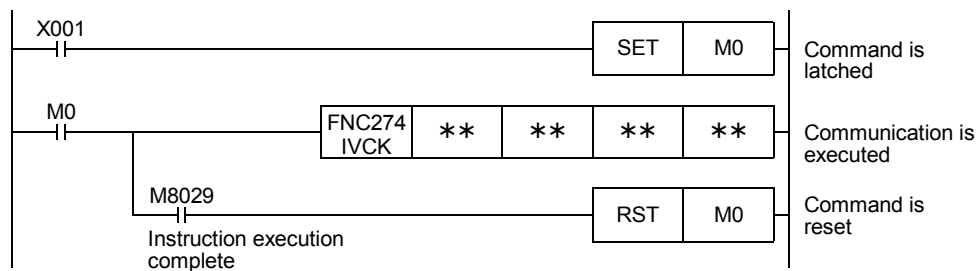 X001
SET M0
Command is
latched
M0
FNC274
IVCK
** ** ** **
Communication is
executed
M8029
RST M0
Command is
reset
Instruction execution
complete